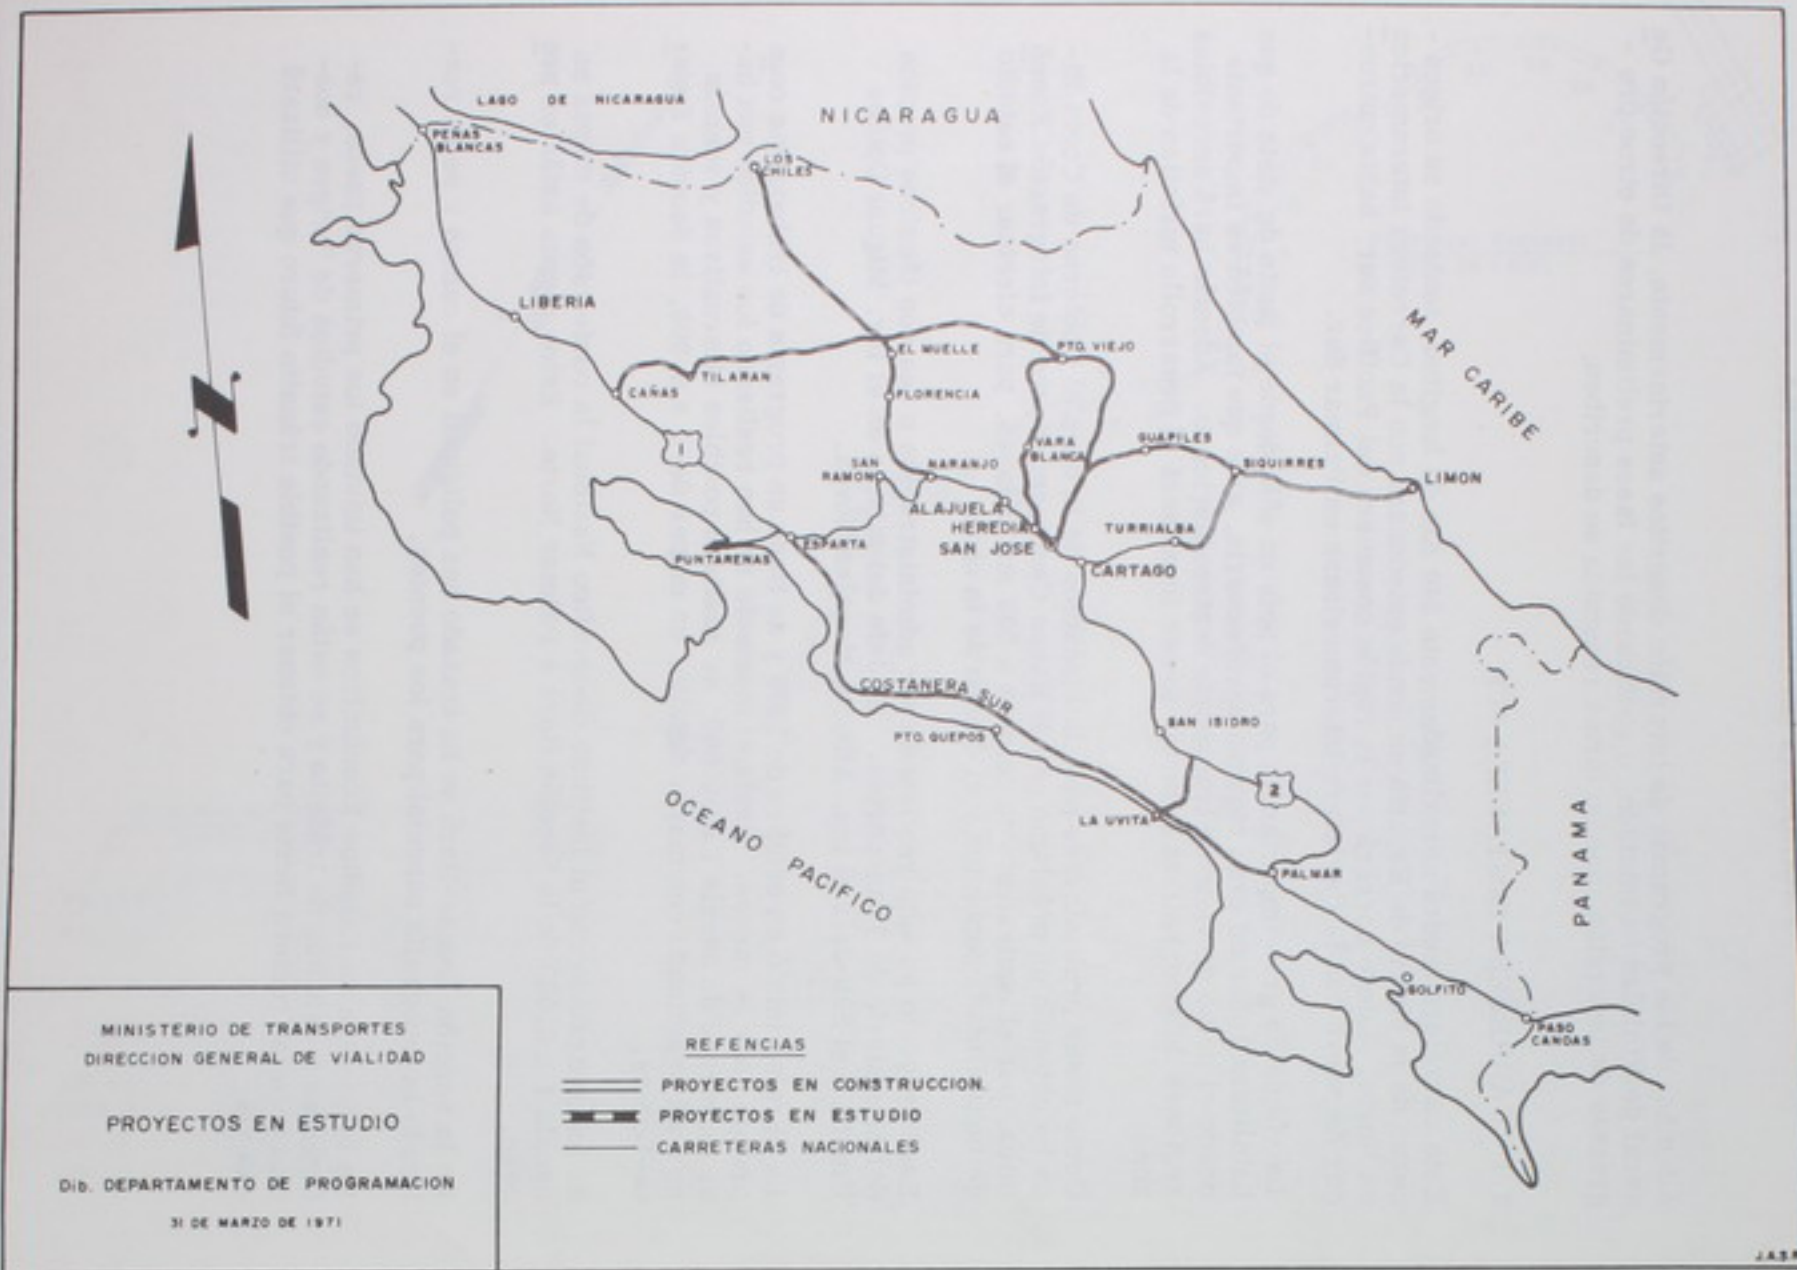 LAGO DE NICARAGUA
NICARAGUA
PEÑAS
BLANCAS
LOS
CHILES
LIBERIA
MAR CARIBE
EL MUELLE
PTO. VIEJO
TILARAN
CAÑAS
FLORENCIA
1
VARA
BLANCA
GUAPILES
SIQUIRRES
LIMON
SAN
RAMON
NARANJO
ALAJUELA
HEREDIA
SAN JOSE
TURRIALBA
ESPARTA
PUNTARENAS
CARTAGO
COSTANERA SUR
PTO. QUEPOS
SAN ISIDRO
2
LA UVITA
PALMAR
OCEANO PACIFICO
PANAMA
GOLFITO
PASO
CANOAS
MINISTERIO DE TRANSPORTES
DIRECCION GENERAL DE VIALIDAD
PROYECTOS EN ESTUDIO
Dib. DEPARTAMENTO DE PROGRAMACION
31 DE MARZO DE 1971
REFENCIAS
PROYECTOS EN CONSTRUCCION.
PROYECTOS EN ESTUDIO
CARRETERAS NACIONALES